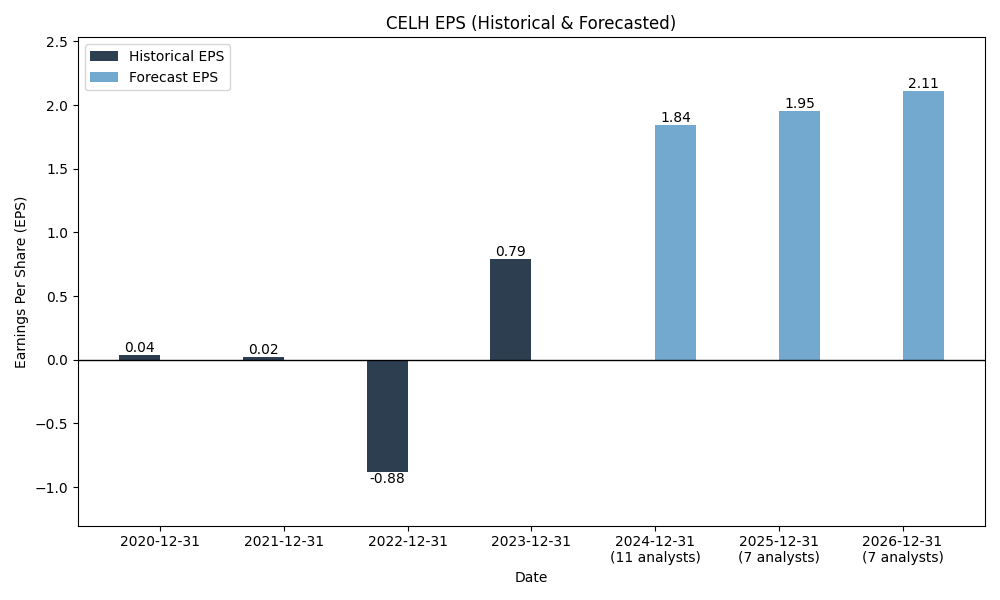 CELH EPS (Historical & Forecasted)
Historical EPS
Forecast EPS
Earnings Per Share (EPS)
2.5
2.0
1.5
1.0
0.5
0.0
−0.5
−1.0
0.04
0.02
-0.88
0.79
1.84
1.95
2.11
2020-12-31
2021-12-31
2022-12-31
2023-12-31
2024-12-31
(11 analysts)
2025-12-31
(7 analysts)
2026-12-31
(7 analysts)
Date